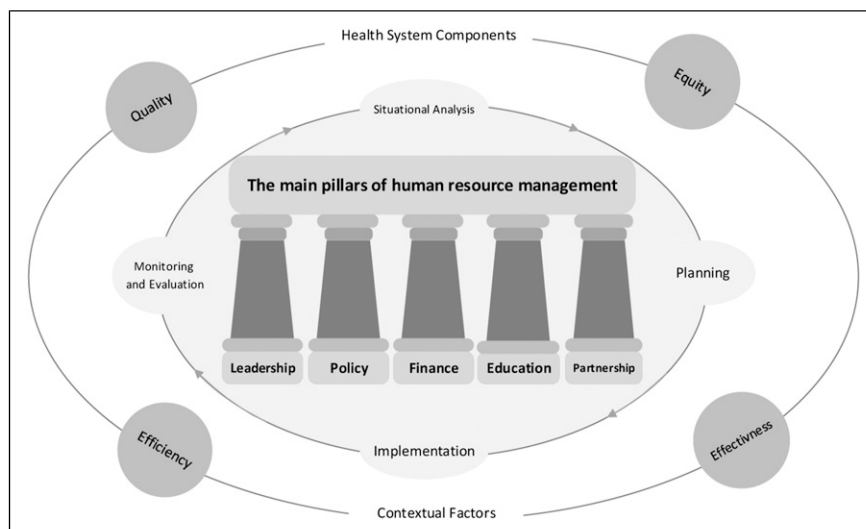 Health System Components
Quality
Equity
Situational Analysis
The main pillars of human resource management
Monitoring
and Evaluation
Planning
Leadership
Policy
Finance
Education
Partnership
Implementation
Efficiency
Effectivness
Contextual Factors